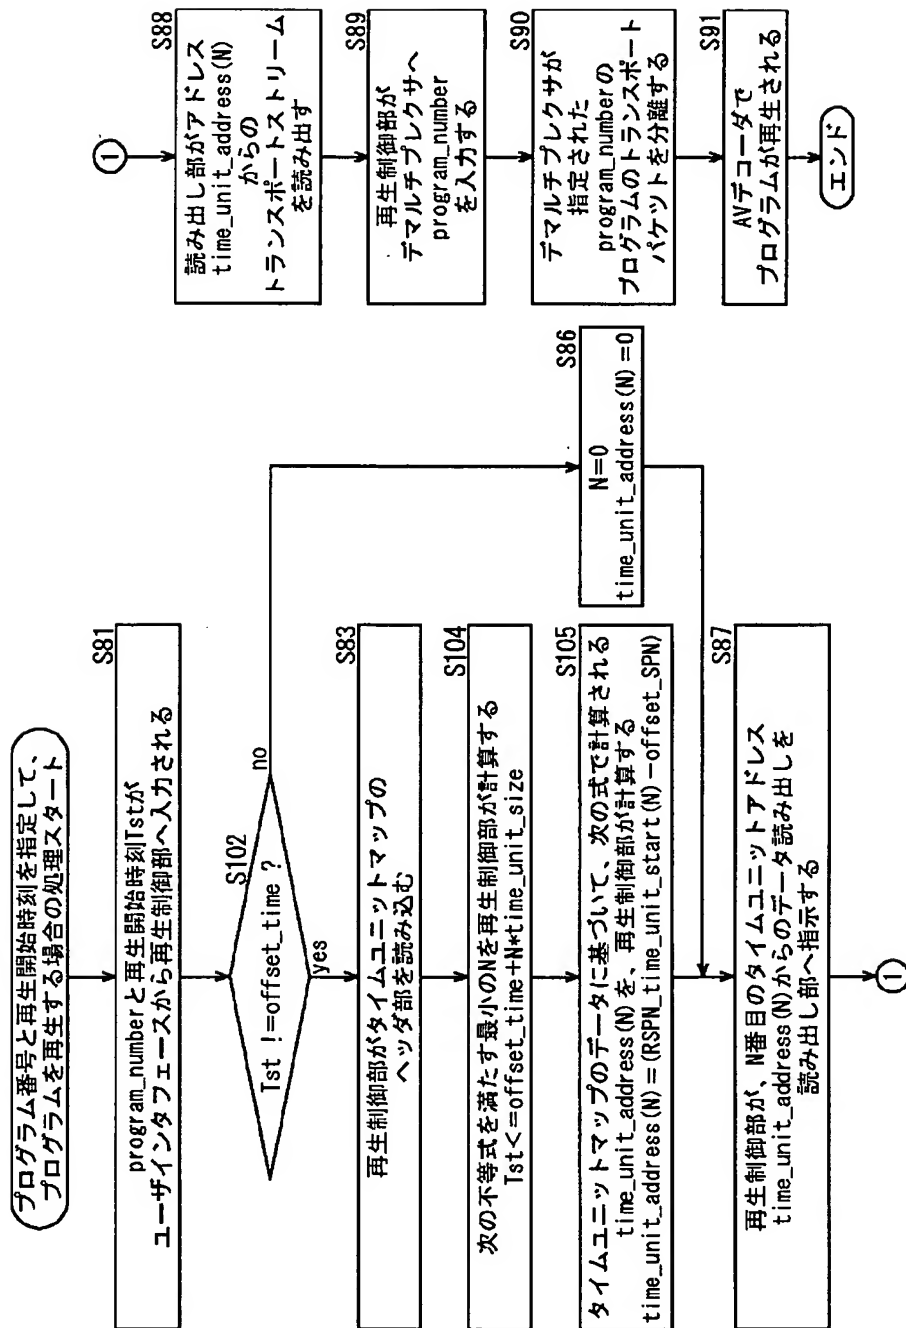 プログラム番号と再生開始時刻を指定して、
プログラムを再生する場合の処理スタート
S81
program_numberと再生開始時刻Tstが
ユーザインタフェースから再生制御部へ入力される
S102
Tst !=offset_time ?
no
yes
S83
再生制御部がタイムユニットマップの
ヘッダ部を読み込む
S104
次の不等式を満たす最小のNを再生制御部が計算する
Tst<=offset_time+N*time_unit_size
S105
タイムユニットマップのデータに基づいて、次の式で計算される
time_unit_address(N)を、再生制御部が計算する
time_unit_address(N)=(RSPN_time_unit_start(N)-offset_SPN)
S86
N=0
time_unit_address(N)=0
S87
再生制御部が、N番目のタイムユニットアドレス
time_unit_address(N)からのデータ読み出しを
読み出し部へ指示する
1
1
S88
読み出し部がアドレス
time_unit_address(N)
からの
トランスポートストリーム
を読み出す
S89
再生制御部が
デマルチプレクサへ
program_number
を入力する
S90
デマルチプレクサが
指定された
program_numberの
プログラムのトランスポート
パケットを分離する
S91
AVデコーダで
プログラムが再生される
エンド